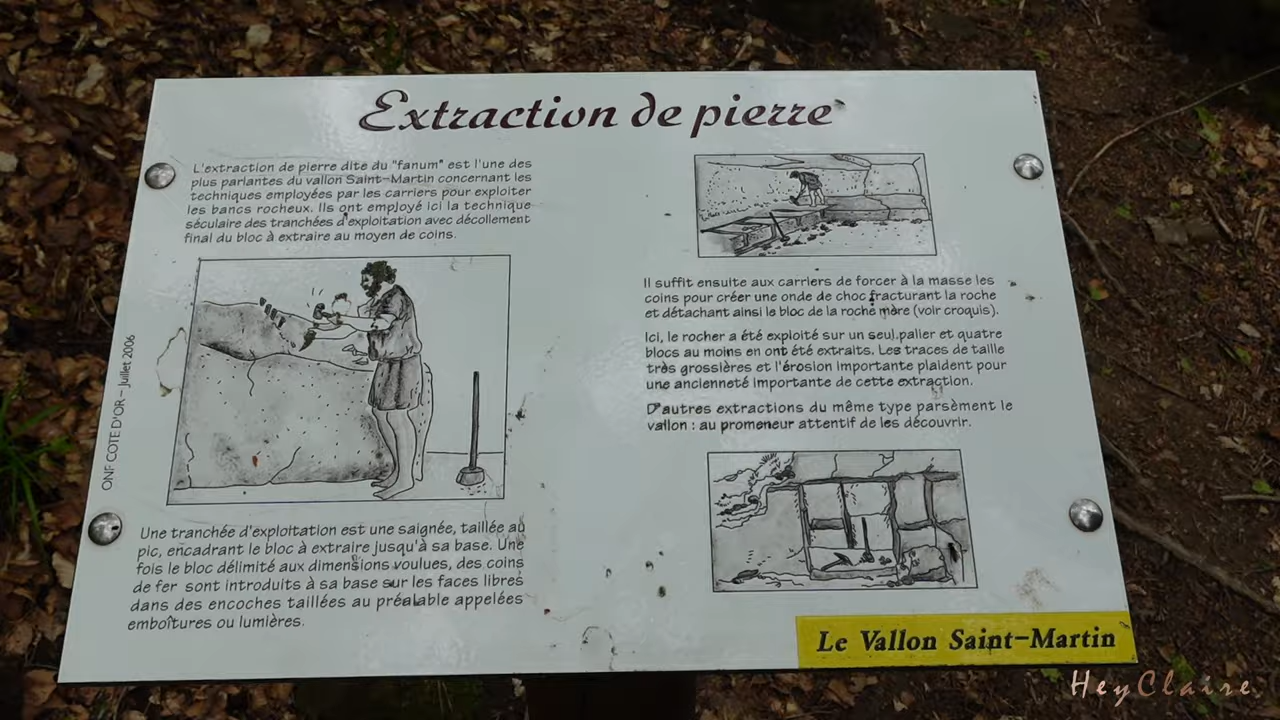 Extraction de pierre
L'extraction de pierre dite du "fanum" est l'une des
plus parlantes du vallon Saint-Martin concernant les
techniques employées par les carriers pour exploiter
les bancs rocheux. Ils ont employé ici la technique
séculaire des tranchées d'exploitation avec décollement
final du bloc à extraire au moyen de coins.
ONF COTE D'OR - Juillet 2006
Une tranchée d'exploitation est une saignée, taillée au
pic, encadrant le bloc à extraire jusqu'à sa base. Une
fois le bloc délimité aux dimensions voulues, des coins
de fer sont introduits à sa base sur les faces libres
dans des encoches taillées au préalable appelées
emboîtures ou lumières.
Il suffit ensuite aux carriers de forcer à la masse les
coins pour créer une onde de choc fracturant la roche
et détachant ainsi le bloc de la roche mère (voir croquis).
Ici, le rocher a été exploité sur un seul palier et quatre
blocs au moins en ont été extraits. Les traces de taille
très grossières et l'érosion importante plaident pour
une ancienneté importante de cette extraction.
D'autres extractions du même type parsèment le
vallon : au promeneur attentif de les découvrir.
Le Vallon Saint-Martin
HeyClaire